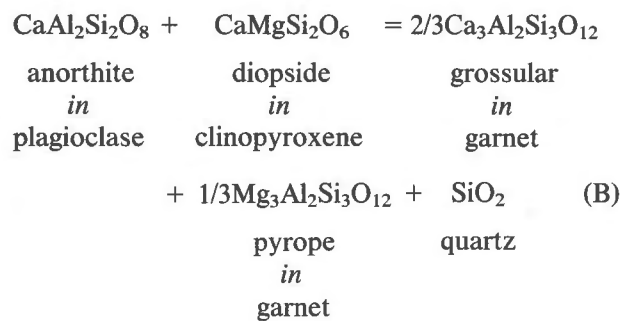 CaAl₂Si₂O₈ + CaMgSi₂O₆ = 2/3Ca₃Al₂Si₃O₁₂
anorthite diopside grossular
in in in
plagioclase clinopyroxene garnet
+ 1/3Mg₃Al₂Si₃O₁₂ + SiO₂ (B)
pyrope quartz
in
garnet